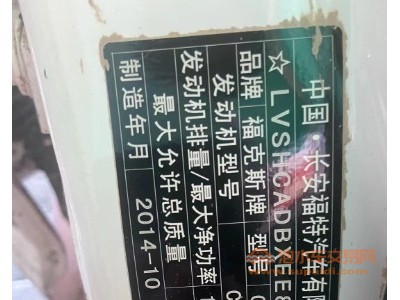 中国·长安福特汽车有限
☆LVSHCADBX
品牌 福克斯牌 型号 C
发动机型号 C
发动机排量/最大净功率 1
最大允许总质量
制造年月 2014-10